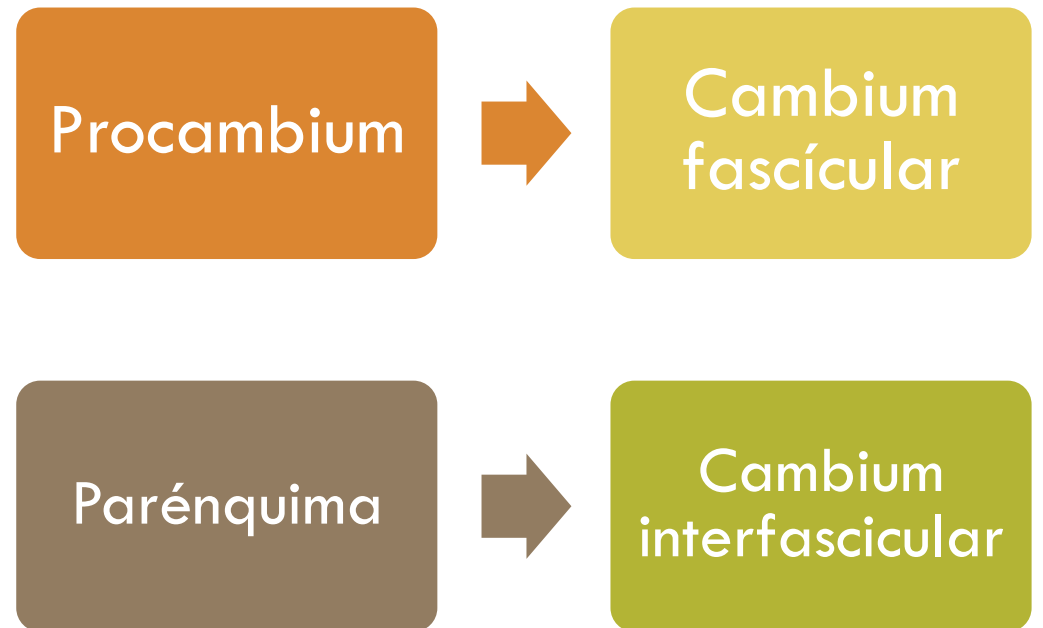 Procambium
Cambium
fascícular
Parénquima
Cambium
interfascicular